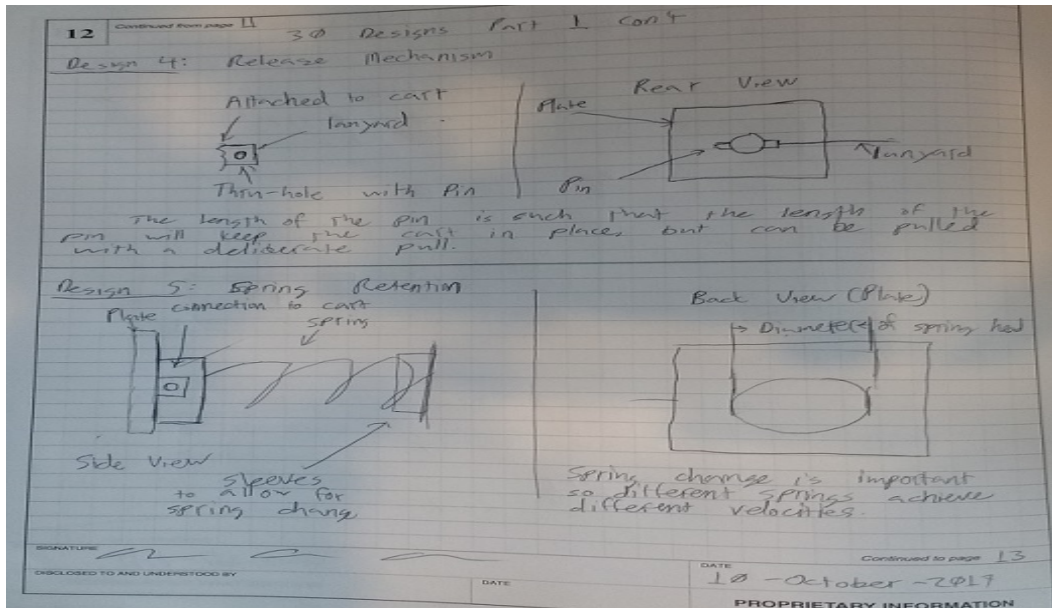 12 Continued from page 11
30 Designs Part 1 Con't
Design 4: Release Mechanism
Attached to cart
lanyard
Thru-hole with Pin
Rear View
Plate
Lanyard
Pin
The length of the pin is such that the length of the
pin will keep the cart in place, but can be pulled
with a deliberate pull.
Design 5: Spring Retention
Plate
connection to cart
spring
Side View
sleeves
to allow for
spring change
Back View (Plate)
Diameter of spring
Spring change is important
so different springs achieve
different velocities.
SIGNATURE
Continued to page 13
DISCLOSED TO AND UNDERSTOOD BY
DATE
DATE
10 - October - 2017
PROPRIETARY INFORMATION